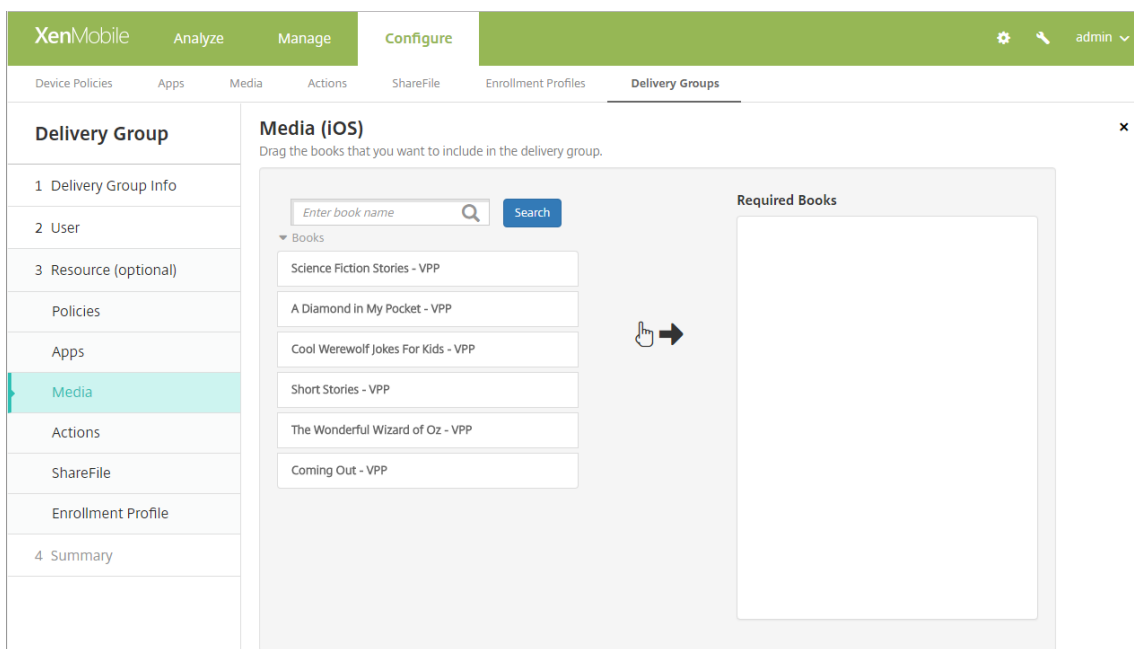 XenMobile Analyze Manage Configure admin
Device Policies Apps Media Actions ShareFile Enrollment Profiles Delivery Groups
Delivery Group
1 Delivery Group Info
2 User
3 Resource (optional)
Policies
Apps
Media
Actions
ShareFile
Enrollment Profile
4 Summary
Media (iOS)
Drag the books that you want to include in the delivery group.
Enter book name Search
Books
Science Fiction Stories - VPP
A Diamond in My Pocket - VPP
Cool Werewolf Jokes For Kids - VPP
Short Stories - VPP
The Wonderful Wizard of Oz - VPP
Coming Out - VPP
Required Books